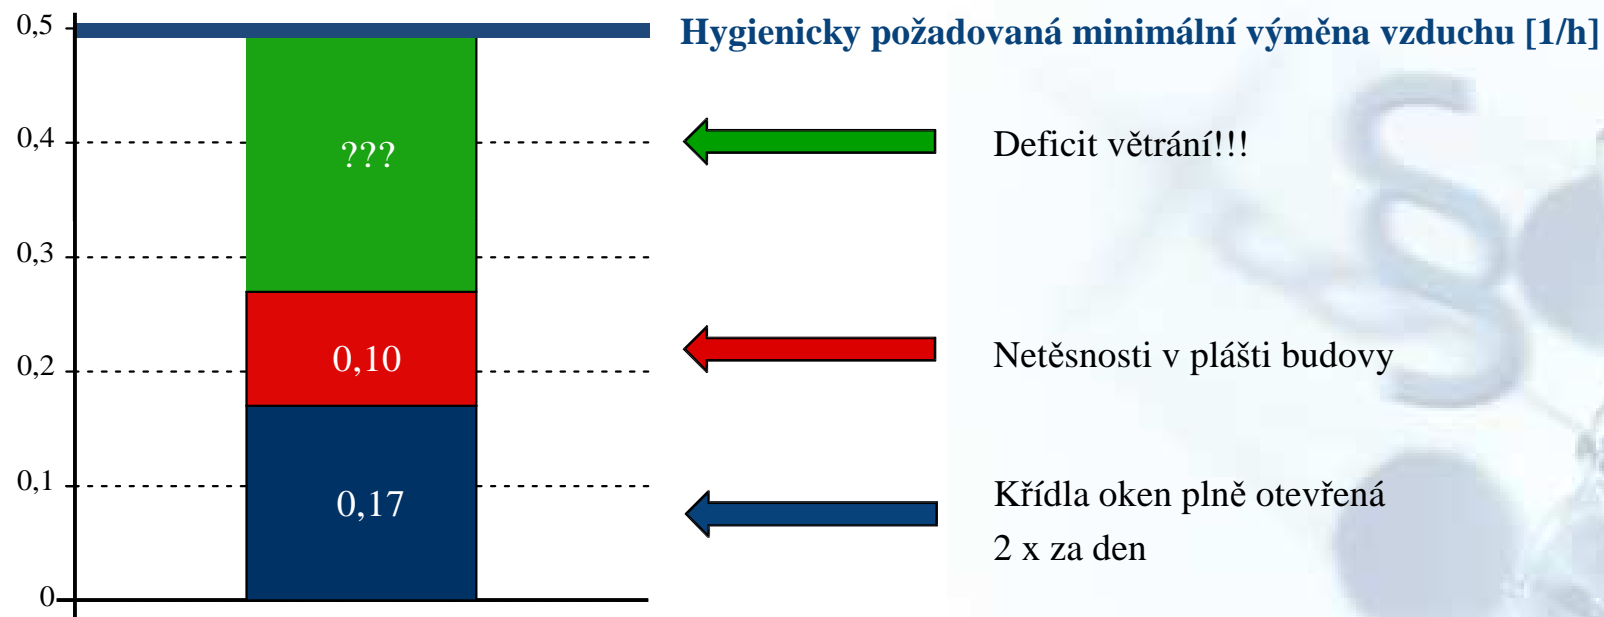 0,5
Hygienicky požadovaná minimální výměna vzduchu [1/h]
0,4
???
Deficit větrání!!!
0,3
0,2
0,10
Netěsnosti v plášti budovy
0,1
0,17
Křídla oken plně otevřená
2 x za den
0
§